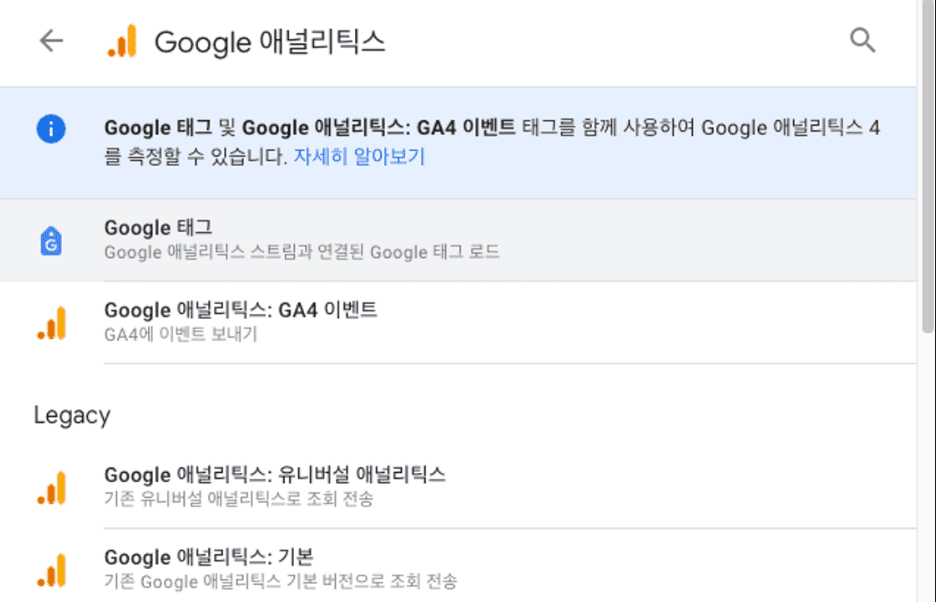 Google 애널리틱스
Google 태그 및 Google 애널리틱스: GA4 이벤트 태그를 함께 사용하여 Google 애널리틱스 4
를 측정할 수 있습니다. 자세히 알아보기
Google 태그
Google 애널리틱스 스트림과 연결된 Google 태그 로드
Google 애널리틱스: GA4 이벤트
GA4에 이벤트 보내기
Legacy
Google 애널리틱스: 유니버설 애널리틱스
기존 유니버설 애널리틱스로 조회 전송
Google 애널리틱스: 기본
기존 Google 애널리틱스 기본 버전으로 조회 전송